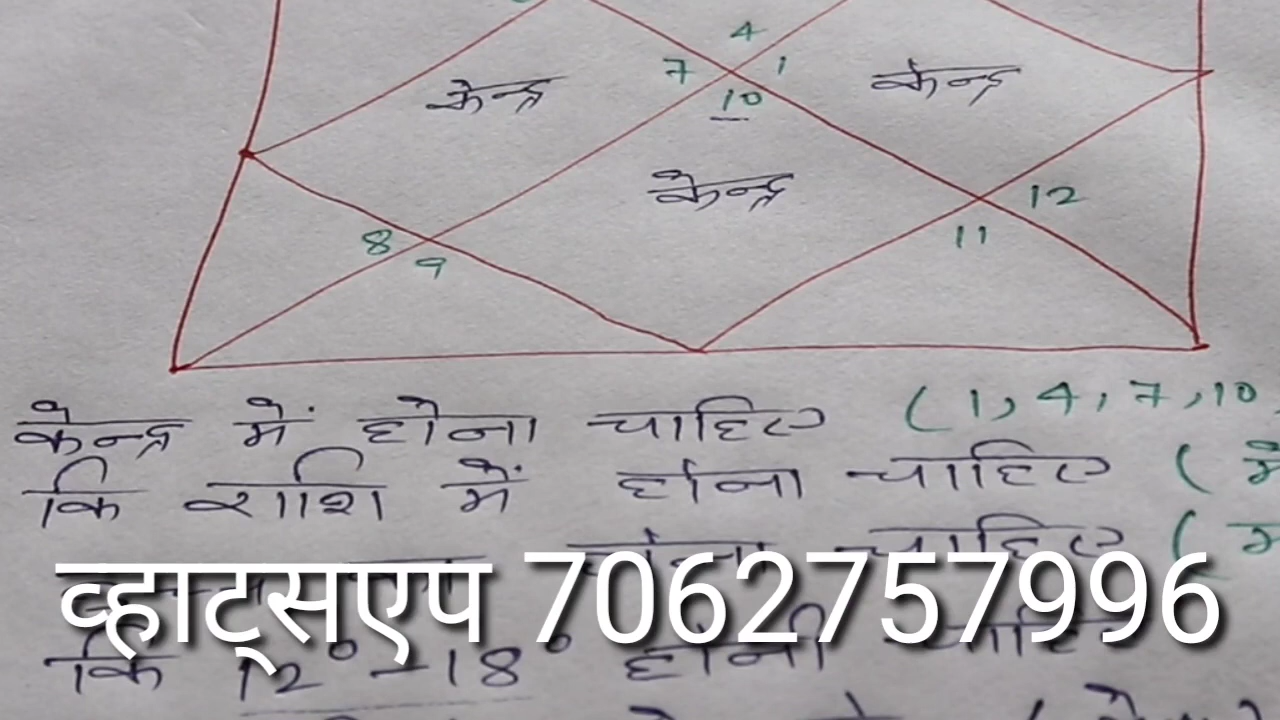 4
7 1
10
केन्द्र केन्द्र
केन्द्र
12
8 11
9
केन्द्र में होना चाहिए (1, 4, 7, 10
कि राशि में होना चाहिए (
होना चाहिए (
व्हाट्सएप 7062757996
कि 12° - 18° होनी चाहि